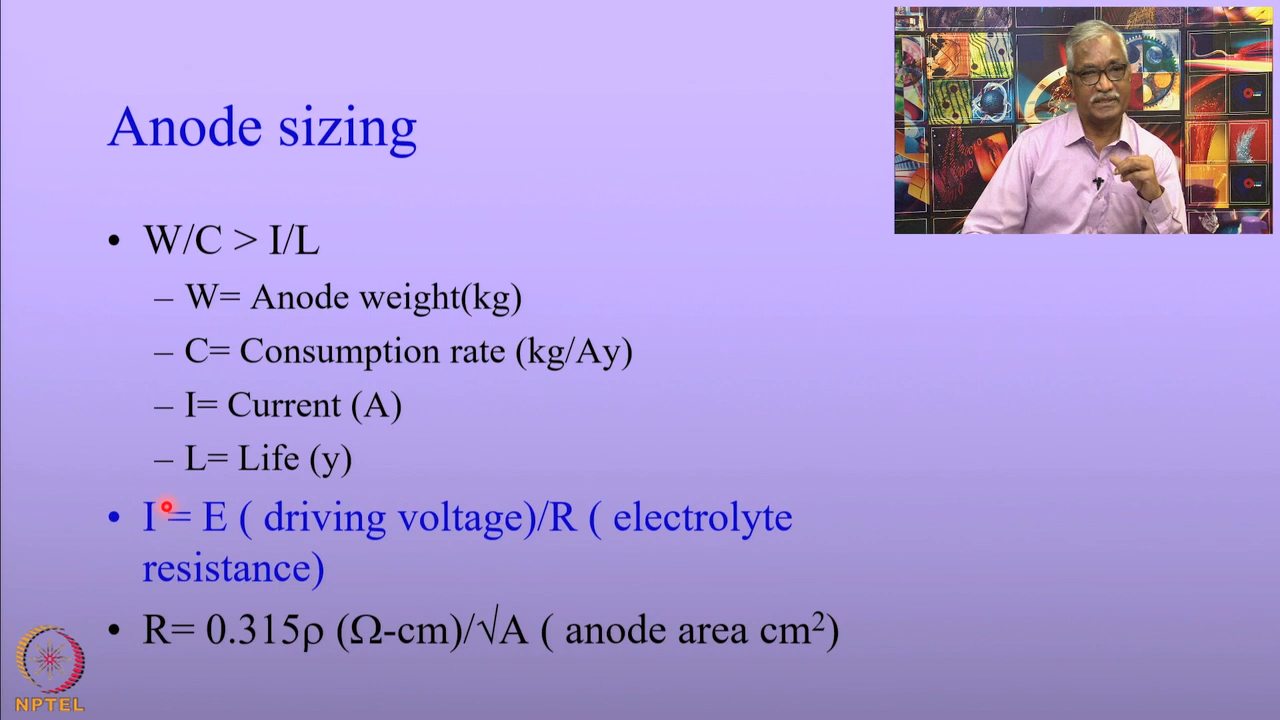 Anode sizing
• W/C > I/L
– W= Anode weight(kg)
– C= Consumption rate (kg/Ay)
– I= Current (A)
– L= Life (y)
• I = E ( driving voltage)/R ( electrolyte
resistance)
• R= 0.315ρ (Ω-cm)/√A ( anode area cm²)
NPTEL